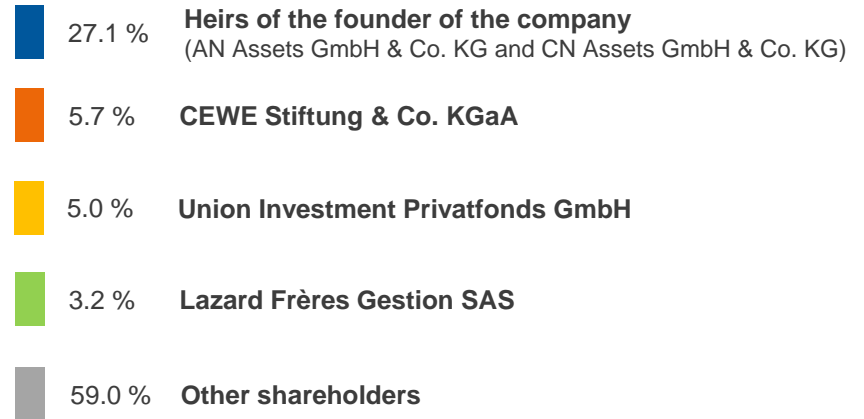 27.1 % Heirs of the founder of the company
(AN Assets GmbH & Co. KG and CN Assets GmbH & Co. KG)
5.7 % CEWE Stiftung & Co. KGaA
5.0 % Union Investment Privatfonds GmbH
3.2 % Lazard Frères Gestion SAS
59.0 % Other shareholders